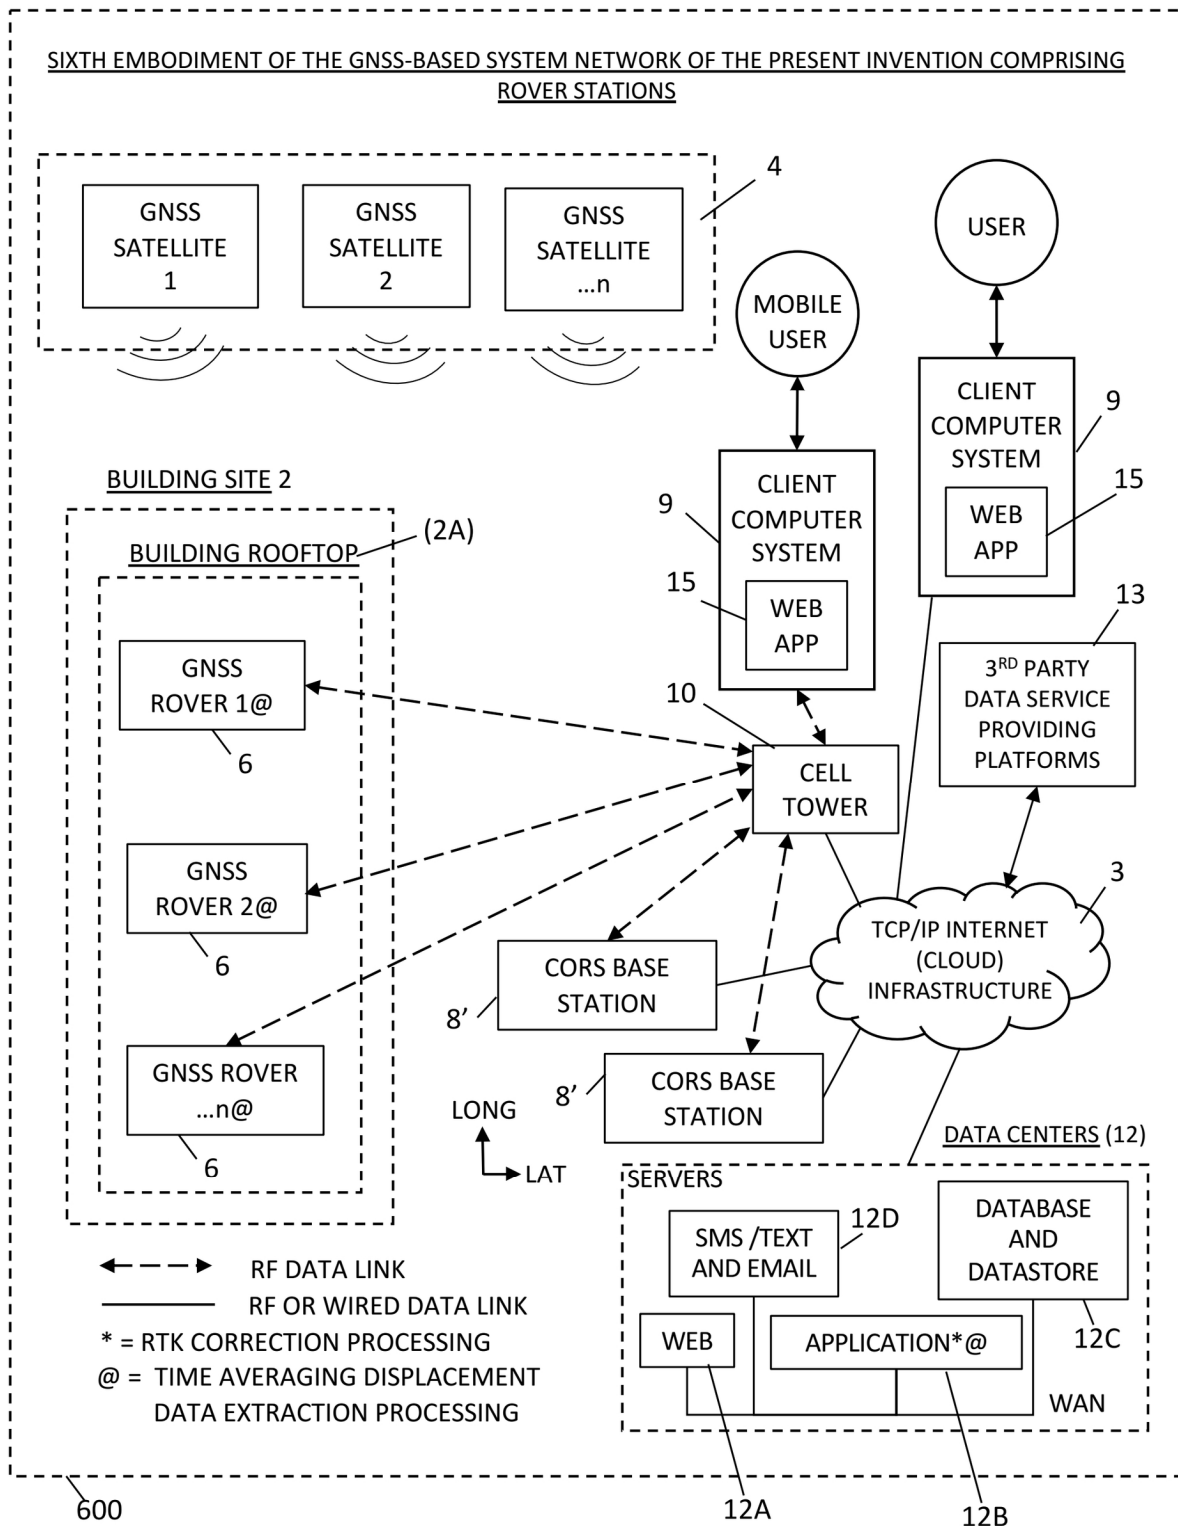 SIXTH EMBODIMENT OF THE GNSS-BASED SYSTEM NETWORK OF THE PRESENT INVENTION COMPRISING
ROVER STATIONS
4
GNSS
SATELLITE
1
GNSS
SATELLITE
2
GNSS
SATELLITE
...n
USER
MOBILE
USER
CLIENT
COMPUTER
SYSTEM
9
15
WEB
APP
CLIENT
COMPUTER
SYSTEM
9
15
WEB
APP
BUILDING SITE 2
BUILDING ROOFTOP
(2A)
GNSS
ROVER 1@
6
GNSS
ROVER 2@
6
GNSS ROVER
...n@
6
10
CELL
TOWER
13
3RD PARTY
DATA SERVICE
PROVIDING
PLATFORMS
3
TCP/IP INTERNET
(CLOUD)
INFRASTRUCTURE
CORS BASE
STATION
8’
CORS BASE
STATION
8’
LONG
LAT
DATA CENTERS (12)
SERVERS
SMS /TEXT
AND EMAIL
12D
DATABASE
AND
DATASTORE
12C
WEB
APPLICATION*@
WAN
12A
12B
RF DATA LINK
RF OR WIRED DATA LINK
* = RTK CORRECTION PROCESSING
@ = TIME AVERAGING DISPLACEMENT
DATA EXTRACTION PROCESSING
600